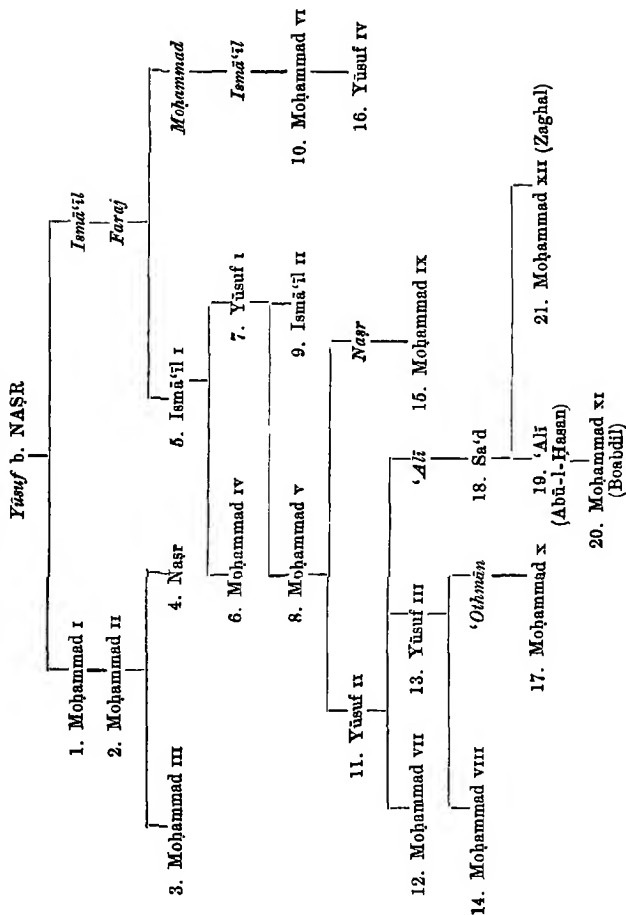 Yūsuf b. NAṢR
1. Moḥammad I
Ismā‘īl
2. Moḥammad II
Faraj
3. Moḥammad III
4. Naṣr
5. Ismā‘īl I
Moḥammad
6. Moḥammad IV
7. Yūsuf I
Ismā‘īl
8. Moḥammad V
9. Ismā‘īl II
10. Moḥammad VI
11. Yūsuf II
Naṣr
16. Yūsuf IV
12. Moḥammad VII
13. Yūsuf III
‘Alī
15. Moḥammad IX
14. Moḥammad VIII
‘Othmān
18. Sa‘d
17. Moḥammad X
19. ‘Alī
(Abū-l-Ḥasan)
21. Moḥammad XII (Zaghal)
20. Moḥammad XI
(Boabdil)